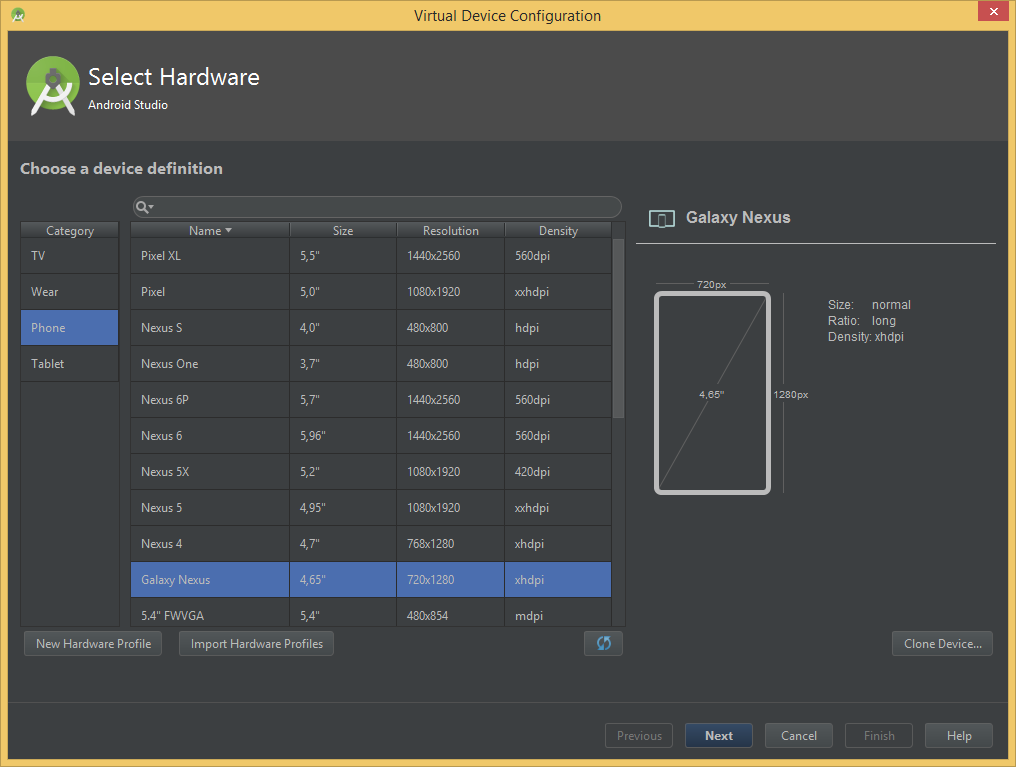 Virtual Device Configuration
Select Hardware
Android Studio
Choose a device definition
Category
TV
Wear
Phone
Tablet
Name Size Resolution Density
Pixel XL 5,5" 1440x2560 560dpi
Pixel 5,0" 1080x1920 xxhdpi
Nexus S 4,0" 480x800 hdpi
Nexus One 3,7" 480x800 hdpi
Nexus 6P 5,7" 1440x2560 560dpi
Nexus 6 5,96" 1440x2560 560dpi
Nexus 5X 5,2" 1080x1920 420dpi
Nexus 5 4,95" 1080x1920 xxhdpi
Nexus 4 4,7" 768x1280 xhdpi
Galaxy Nexus 4,65" 720x1280 xhdpi
5.4" FWVGA 5,4" 480x854 mdpi
Galaxy Nexus
720px
4,65"
1280px
Size: normal
Ratio: long
Density: xhdpi
New Hardware Profile Import Hardware Profiles Clone Device...
Previous Next Cancel Finish Help